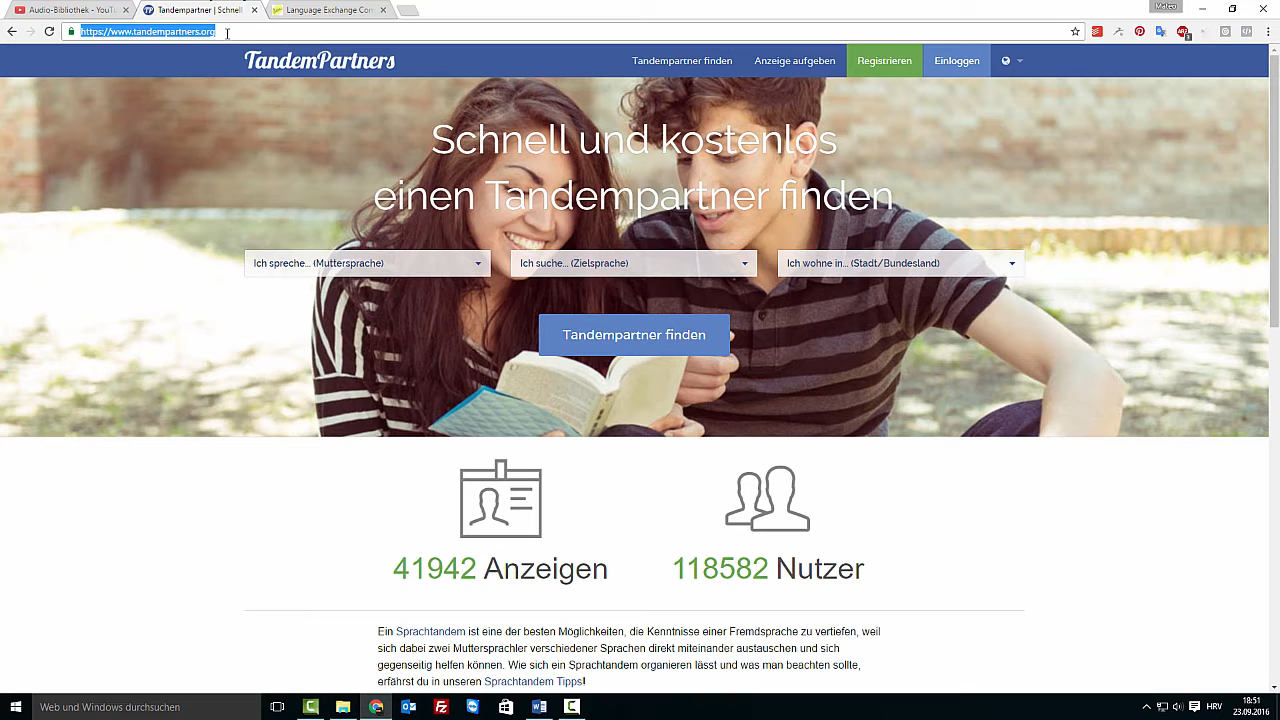 Audio-Bibliothek - YouTu
Tandempartner | Schnell
Language Exchange Com
Mateo
https://www.tandempartners.org
TandemPartners
Tandempartner finden
Anzeige aufgeben
Registrieren
Einloggen
Schnell und kostenlos
einen Tandempartner finden
Ich spreche... (Muttersprache)
Ich suche... (Zielsprache)
Ich wohne in... (Stadt/Bundesland)
Tandempartner finden
41942 Anzeigen
118582 Nutzer
Ein Sprachtandem ist eine der besten Möglichkeiten, die Kenntnisse einer Fremdsprache zu vertiefen, weil
sich dabei zwei Muttersprachler verschiedener Sprachen direkt miteinander austauschen und sich
gegenseitig helfen können. Wie sich ein Sprachtandem organieren lässt und was man beachten sollte,
erfährst du in unseren Sprachtandem Tipps!
Web und Windows durchsuchen
HRV
18:51
23.09.2016